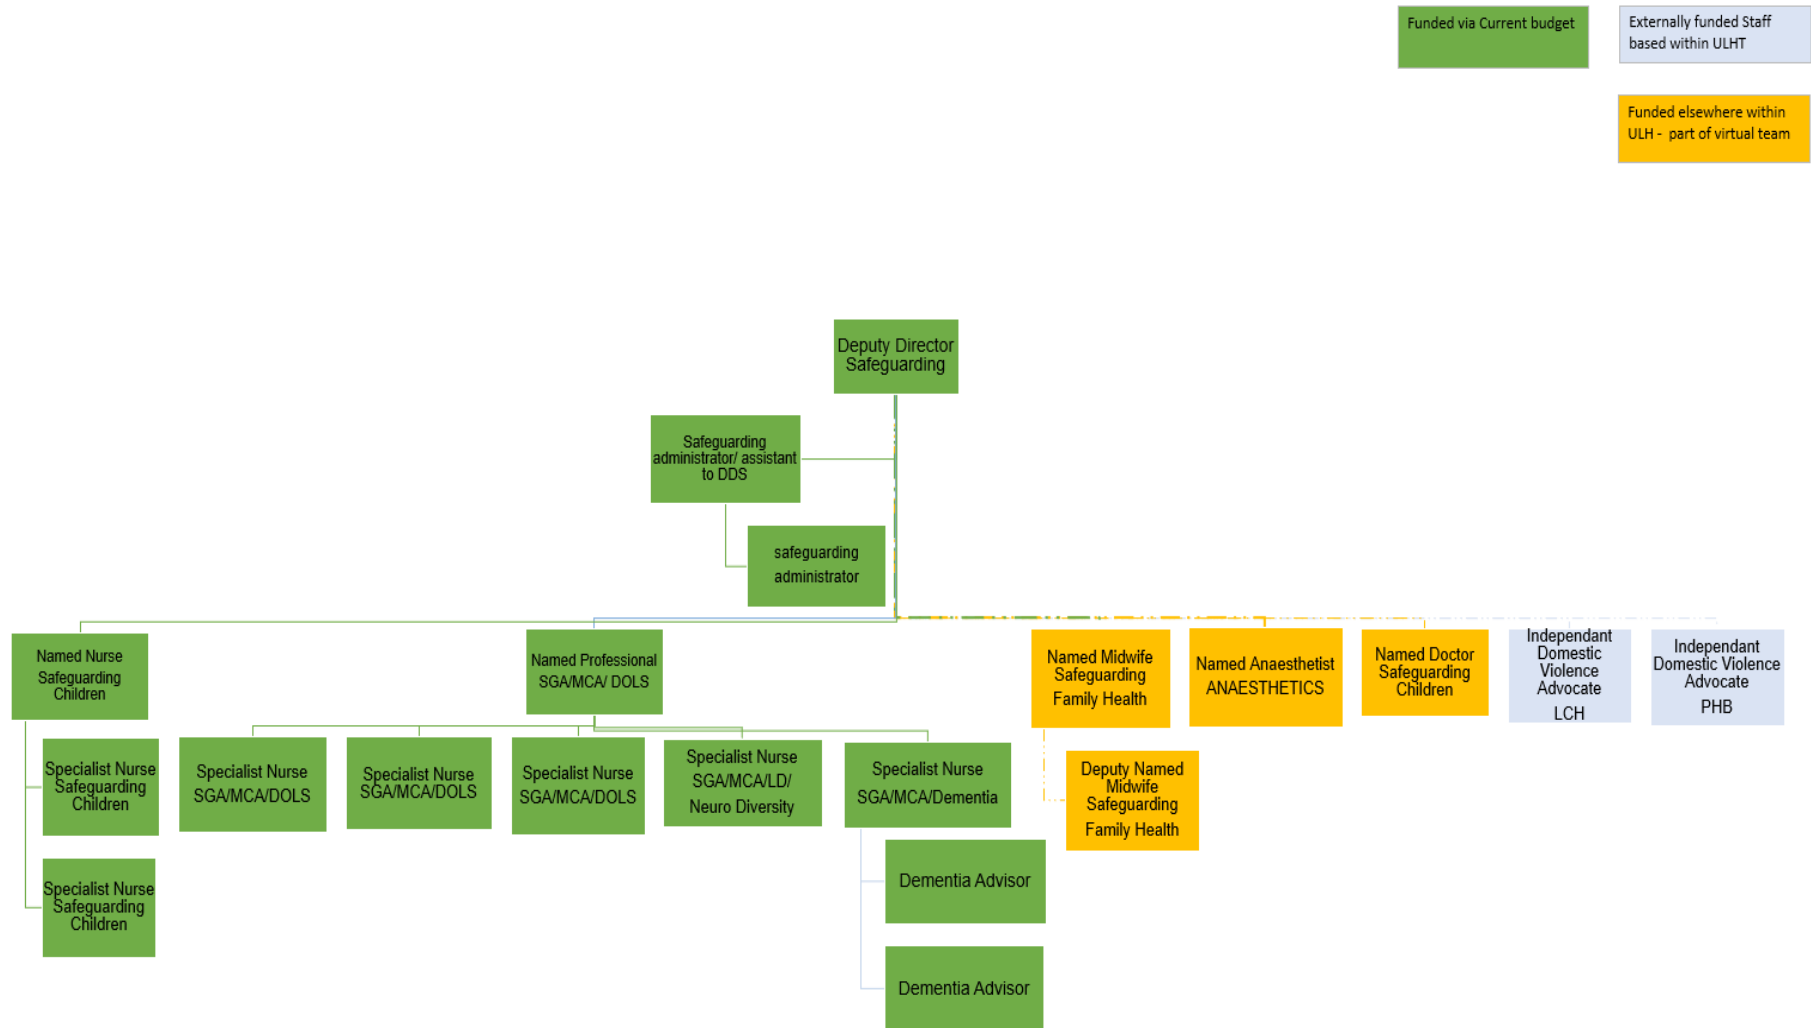 Funded via Current budget
Externally funded Staff
based within ULHT
Funded elsewhere within
ULH - part of virtual team
Deputy Director
Safeguarding
Safeguarding
administrator/ assistant
to DDS
safeguarding
administrator
Named Nurse
Safeguarding
Children
Named Professional
SGA/MCA/ DOLS
Named Midwife
Safeguarding
Family Health
Named Anaesthetist
ANAESTHETICS
Named Doctor
Safeguarding
Children
Independant
Domestic
Violence
Advocate
LCH
Independant
Domestic Violence
Advocate
PHB
Specialist Nurse
Safeguarding
Children
Specialist Nurse
SGA/MCA/DOLS
Specialist Nurse
SGA/MCA/DOLS
Specialist Nurse
SGA/MCA/DOLS
Specialist Nurse
SGA/MCA/LD/
Neuro Diversity
Specialist Nurse
SGA/MCA/Dementia
Deputy Named
Midwife
Safeguarding
Family Health
Specialist Nurse
Safeguarding
Children
Dementia Advisor
Dementia Advisor